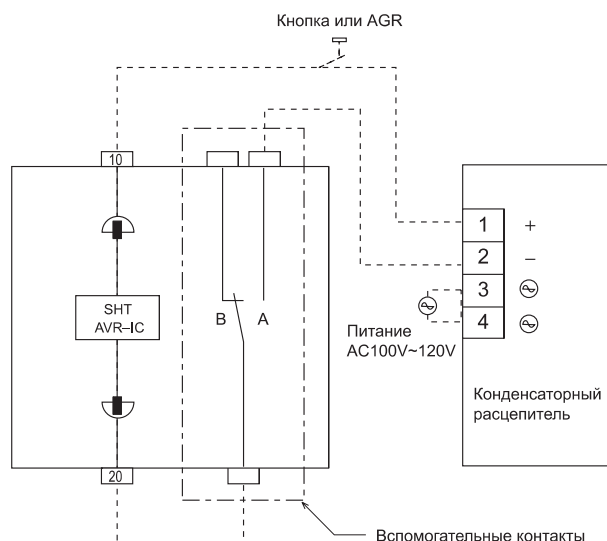 Кнопка или AGR
10
SHT
AVR–IC
B
A
20
1 +
2 –
3
4
Питание
AC100V~120V
Конденсаторный
расцепитель
Вспомогательные контакты